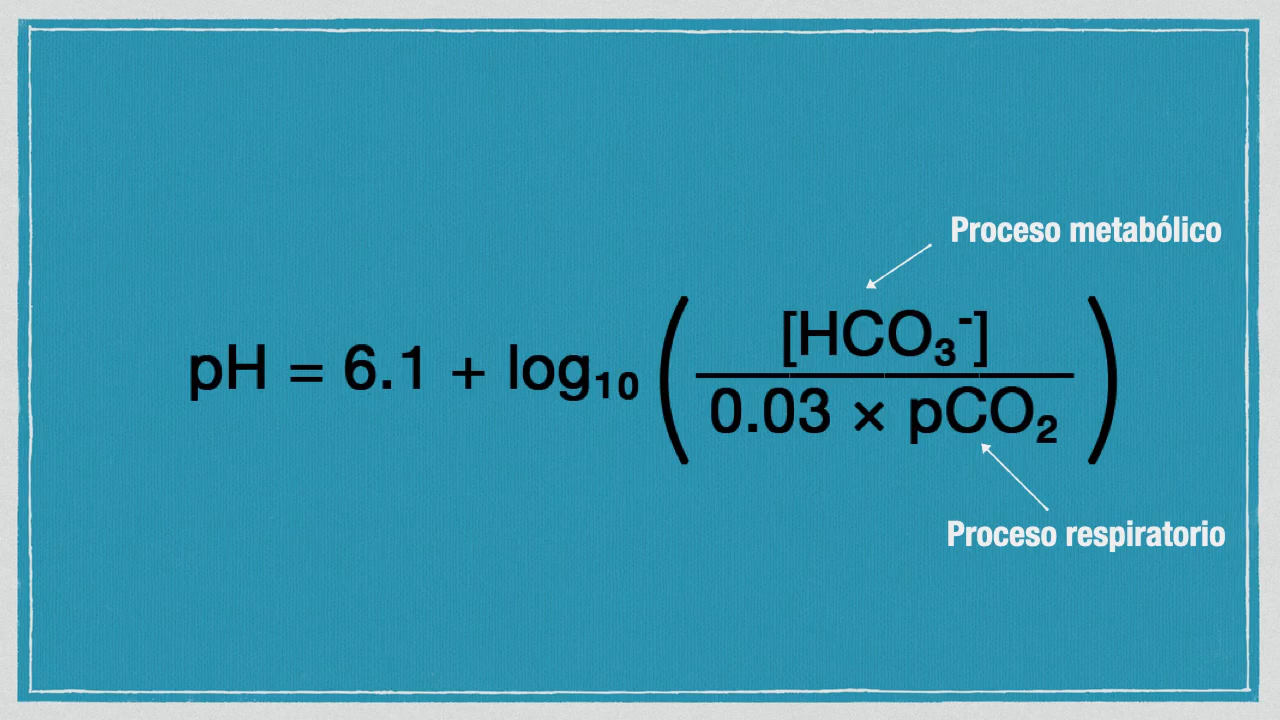 Proceso metabólico
pH = 6.1 + log₁₀ ( [HCO₃⁻] / 0.03 × pCO₂ )
Proceso respiratorio